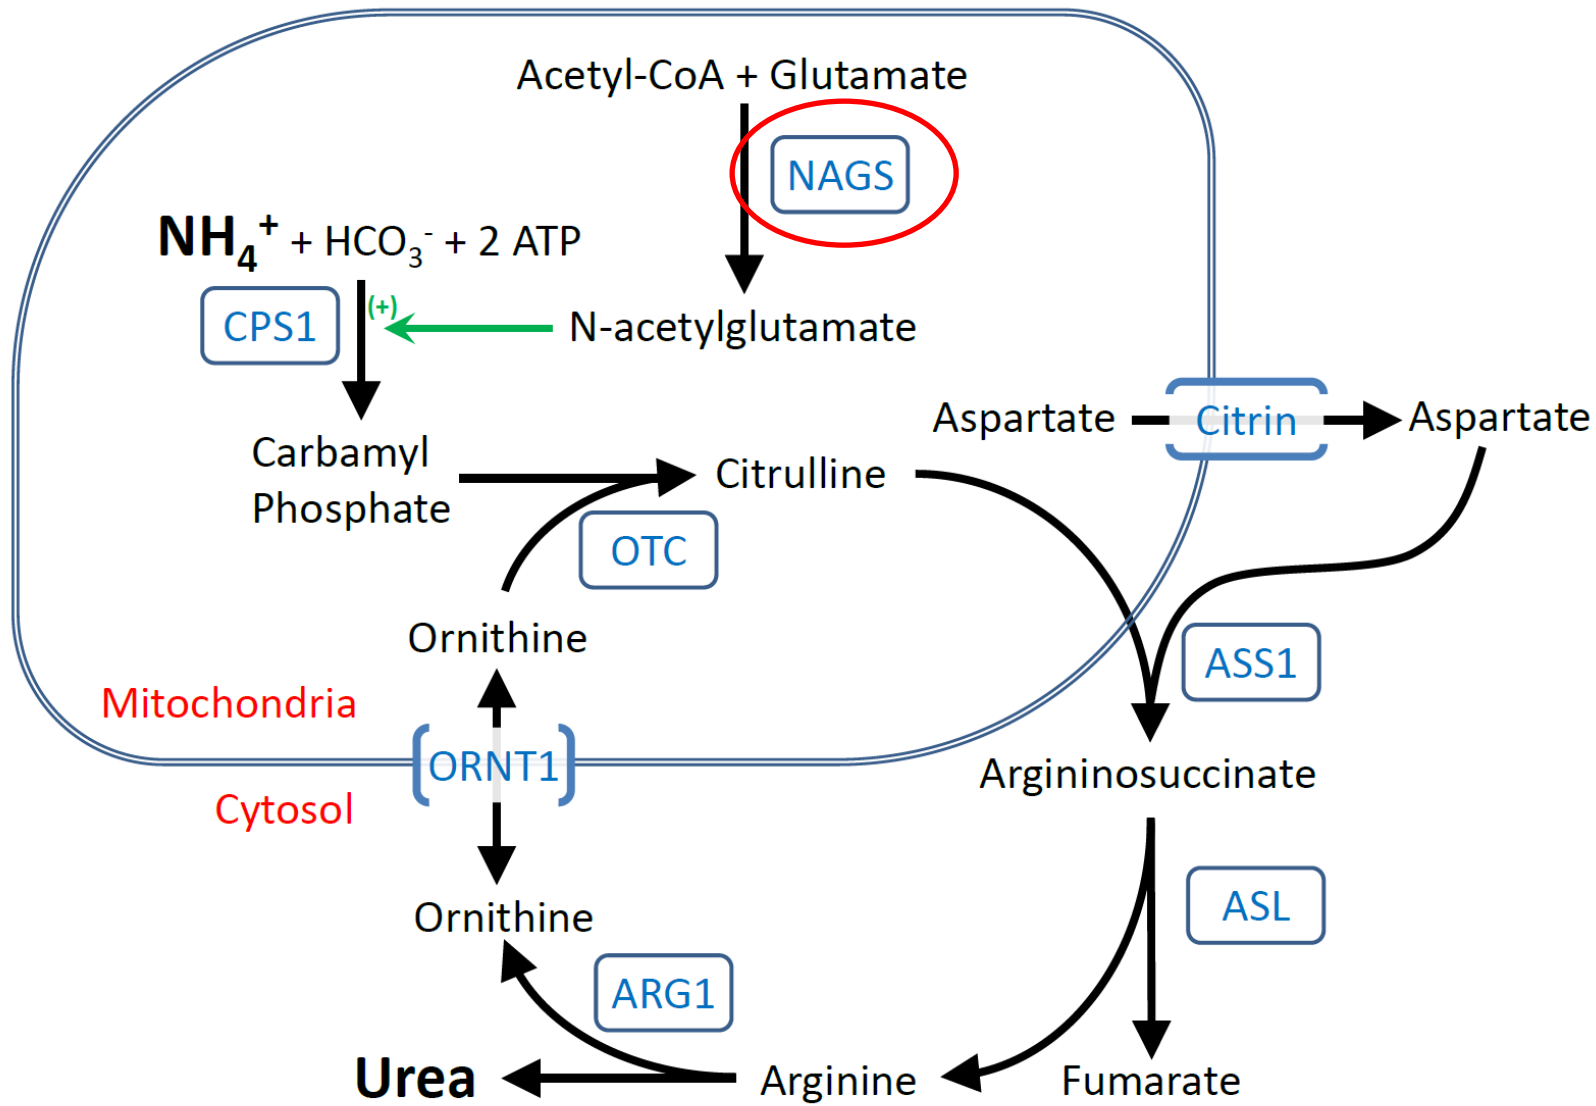 Acetyl-CoA + Glutamate
NAGS
NH₄⁺ + HCO₃⁻ + 2 ATP
CPS1
(+)
N-acetylglutamate
Aspartate
Citrin
Aspartate
Carbamyl
Phosphate
Citrulline
OTC
Ornithine
ASS1
Mitochondria
ORNT1
Argininosuccinate
Cytosol
ASL
Ornithine
ARG1
Urea
Arginine
Fumarate